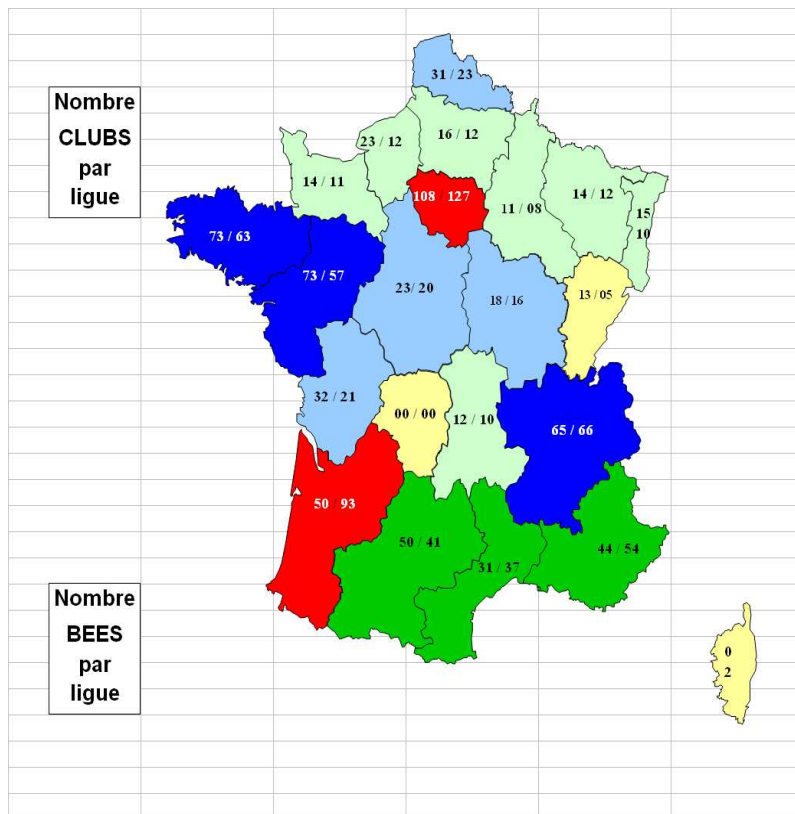 31 / 23
Nombre
CLUBS
par
ligue
16 / 12
23 / 12
14 / 11
108 / 127
11 / 08
14 / 12
15
10
73 / 63
73 / 57
23/ 20
18 / 16
13 / 05
32 / 21
00 / 00
12 / 10
65 / 66
50 93
50 / 41
44 / 54
31 / 37
Nombre
BEES
par
ligue
0
2